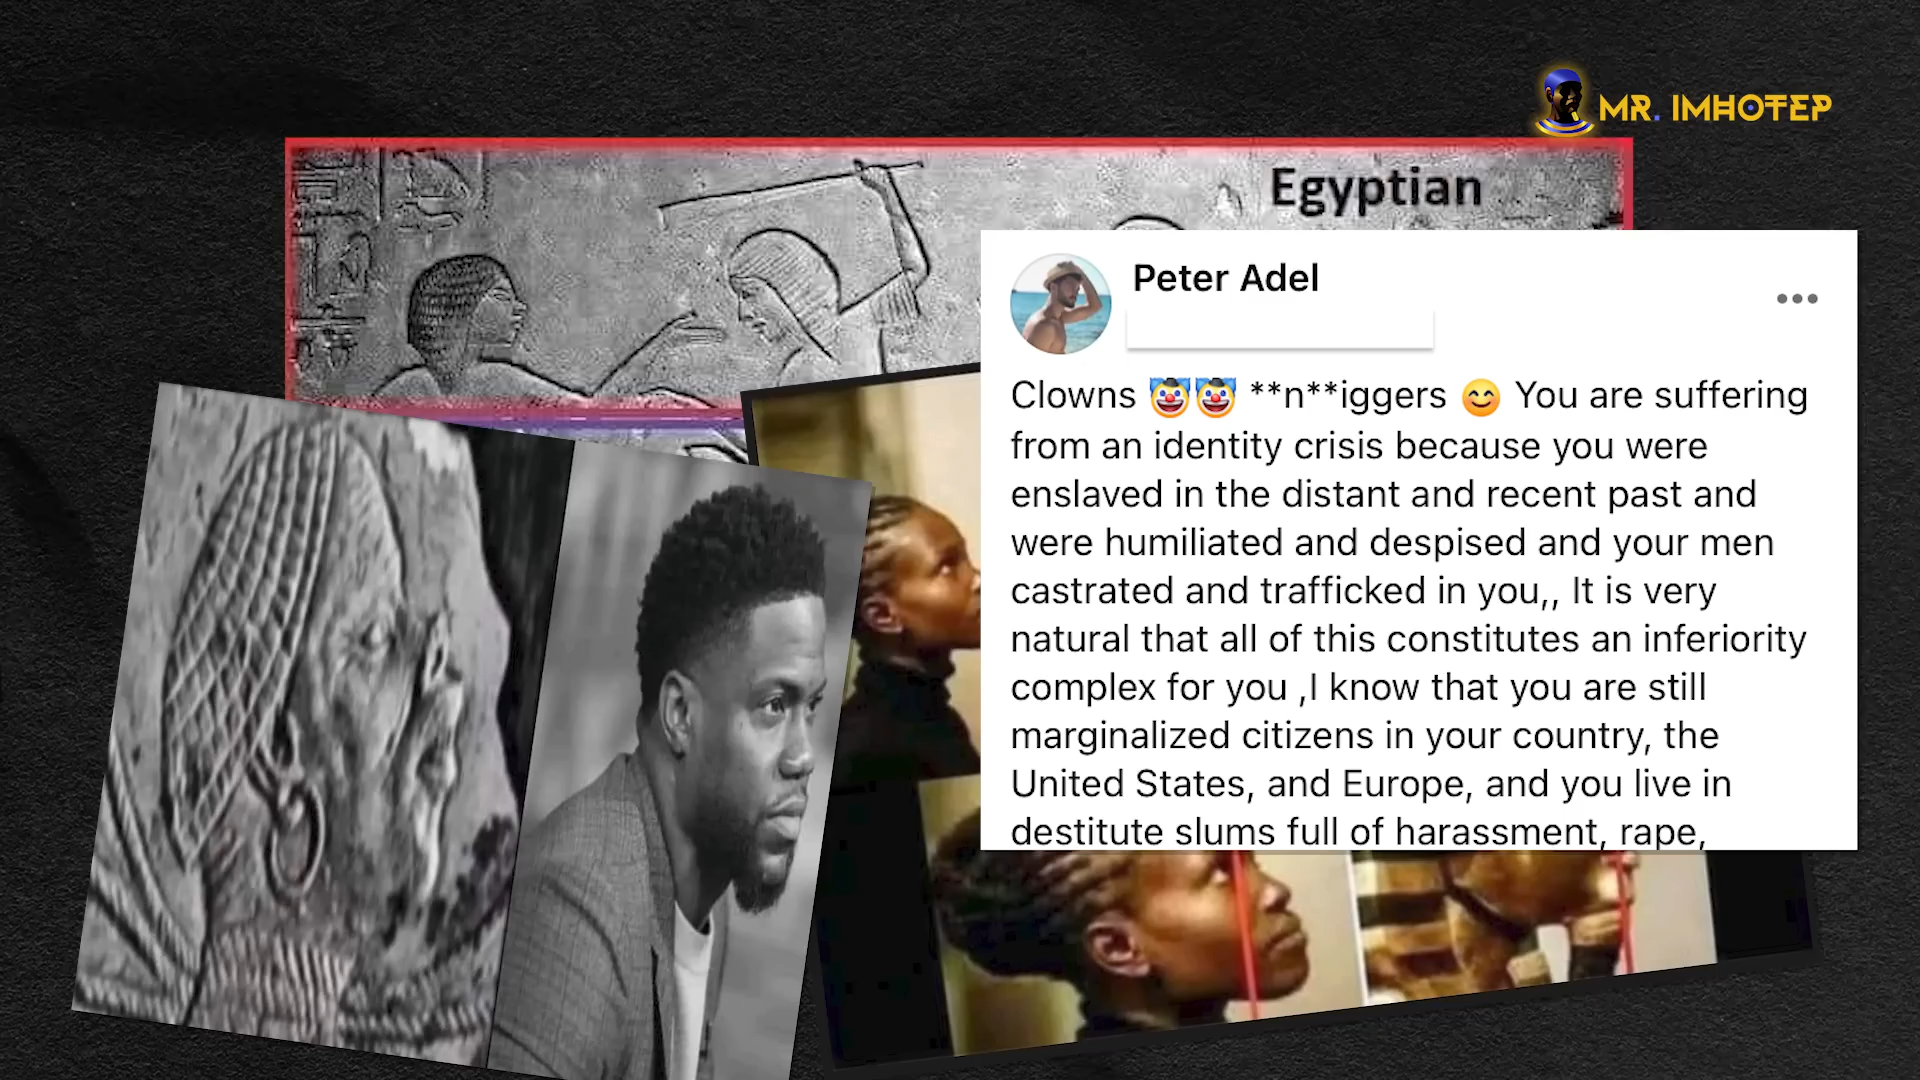 MR. IMHOTEP
Egyptian
Peter Adel
Clowns 🤡🤡 **n**iggers 😊 You are suffering
from an identity crisis because you were
enslaved in the distant and recent past and
were humiliated and despised and your men
castrated and trafficked in you,, It is very
natural that all of this constitutes an inferiority
complex for you ,I know that you are still
marginalized citizens in your country, the
United States, and Europe, and you live in
destitute slums full of harassment, rape,